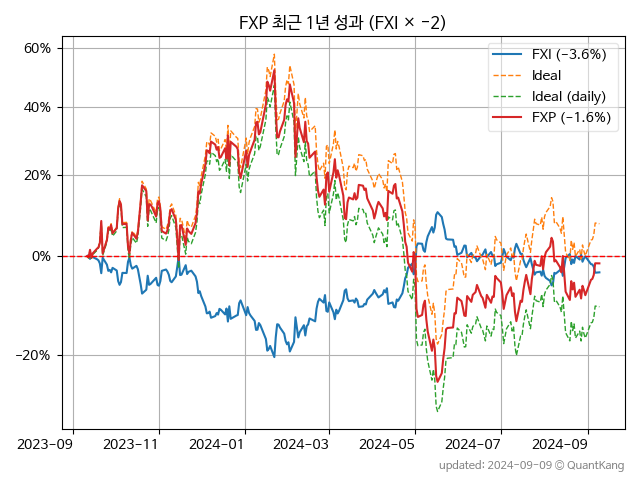 FXP 최근 1년 성과 (FXI × −2)
60%
40%
20%
0%
−20%
FXI (−3.6%)
Ideal
Ideal (daily)
FXP (−1.6%)
2023-09
2023-11
2024-01
2024-03
2024-05
2024-07
2024-09
updated: 2024-09-09 © QuantKang